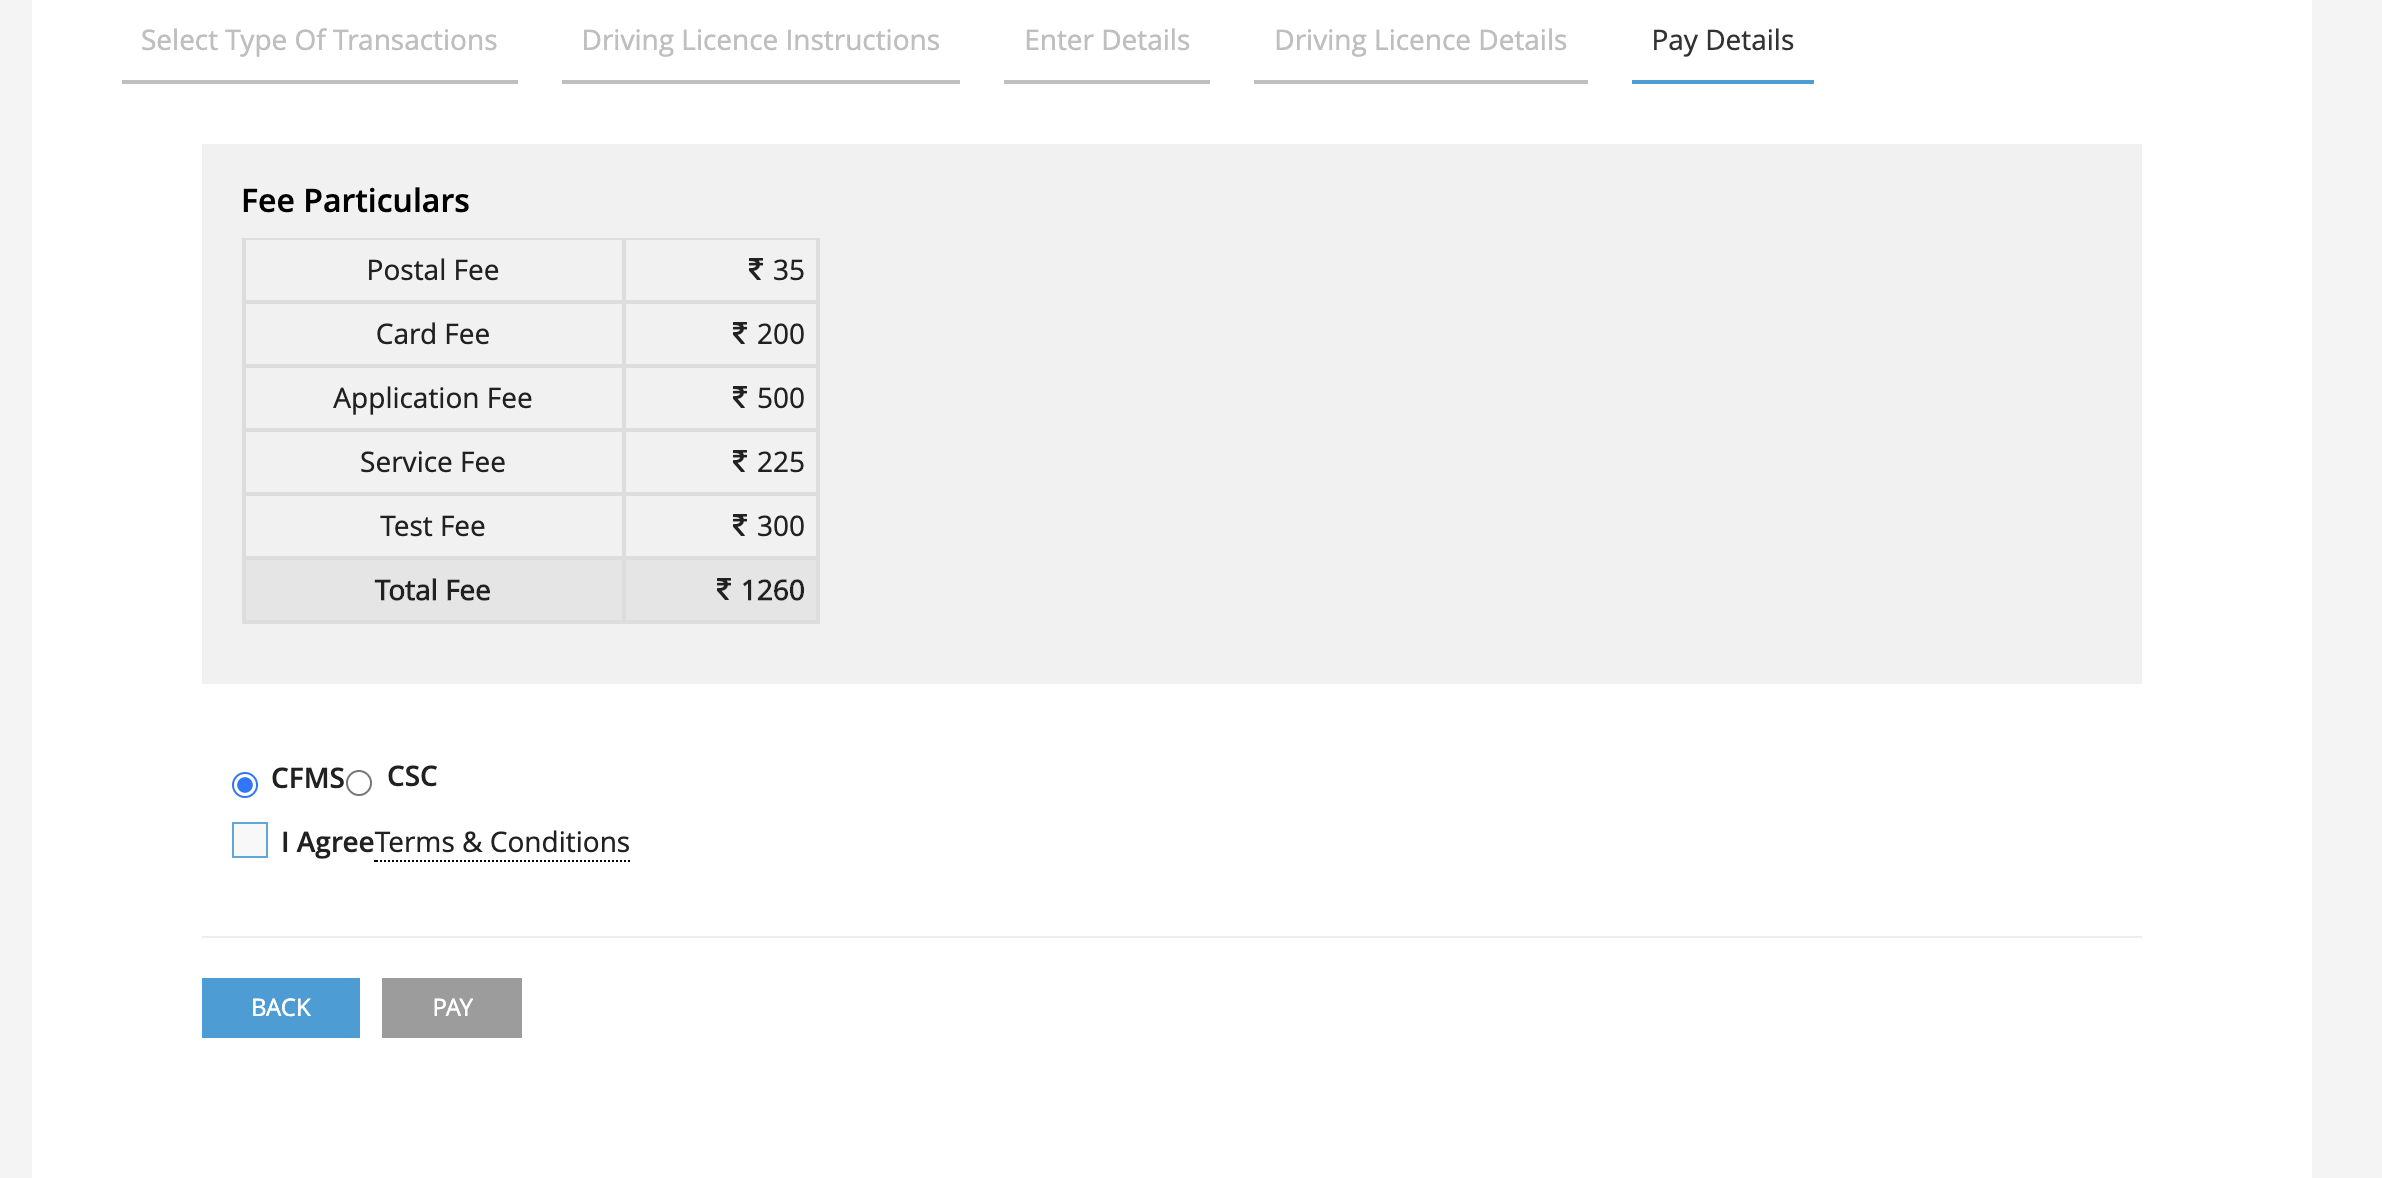 Select Type Of Transactions Driving Licence Instructions Enter Details Driving Licence Details Pay Details
Fee Particulars
Postal Fee ₹ 35
Card Fee ₹ 200
Application Fee ₹ 500
Service Fee ₹ 225
Test Fee ₹ 300
Total Fee ₹ 1260
CFMS CSC
I AgreeTerms & Conditions
BACK PAY